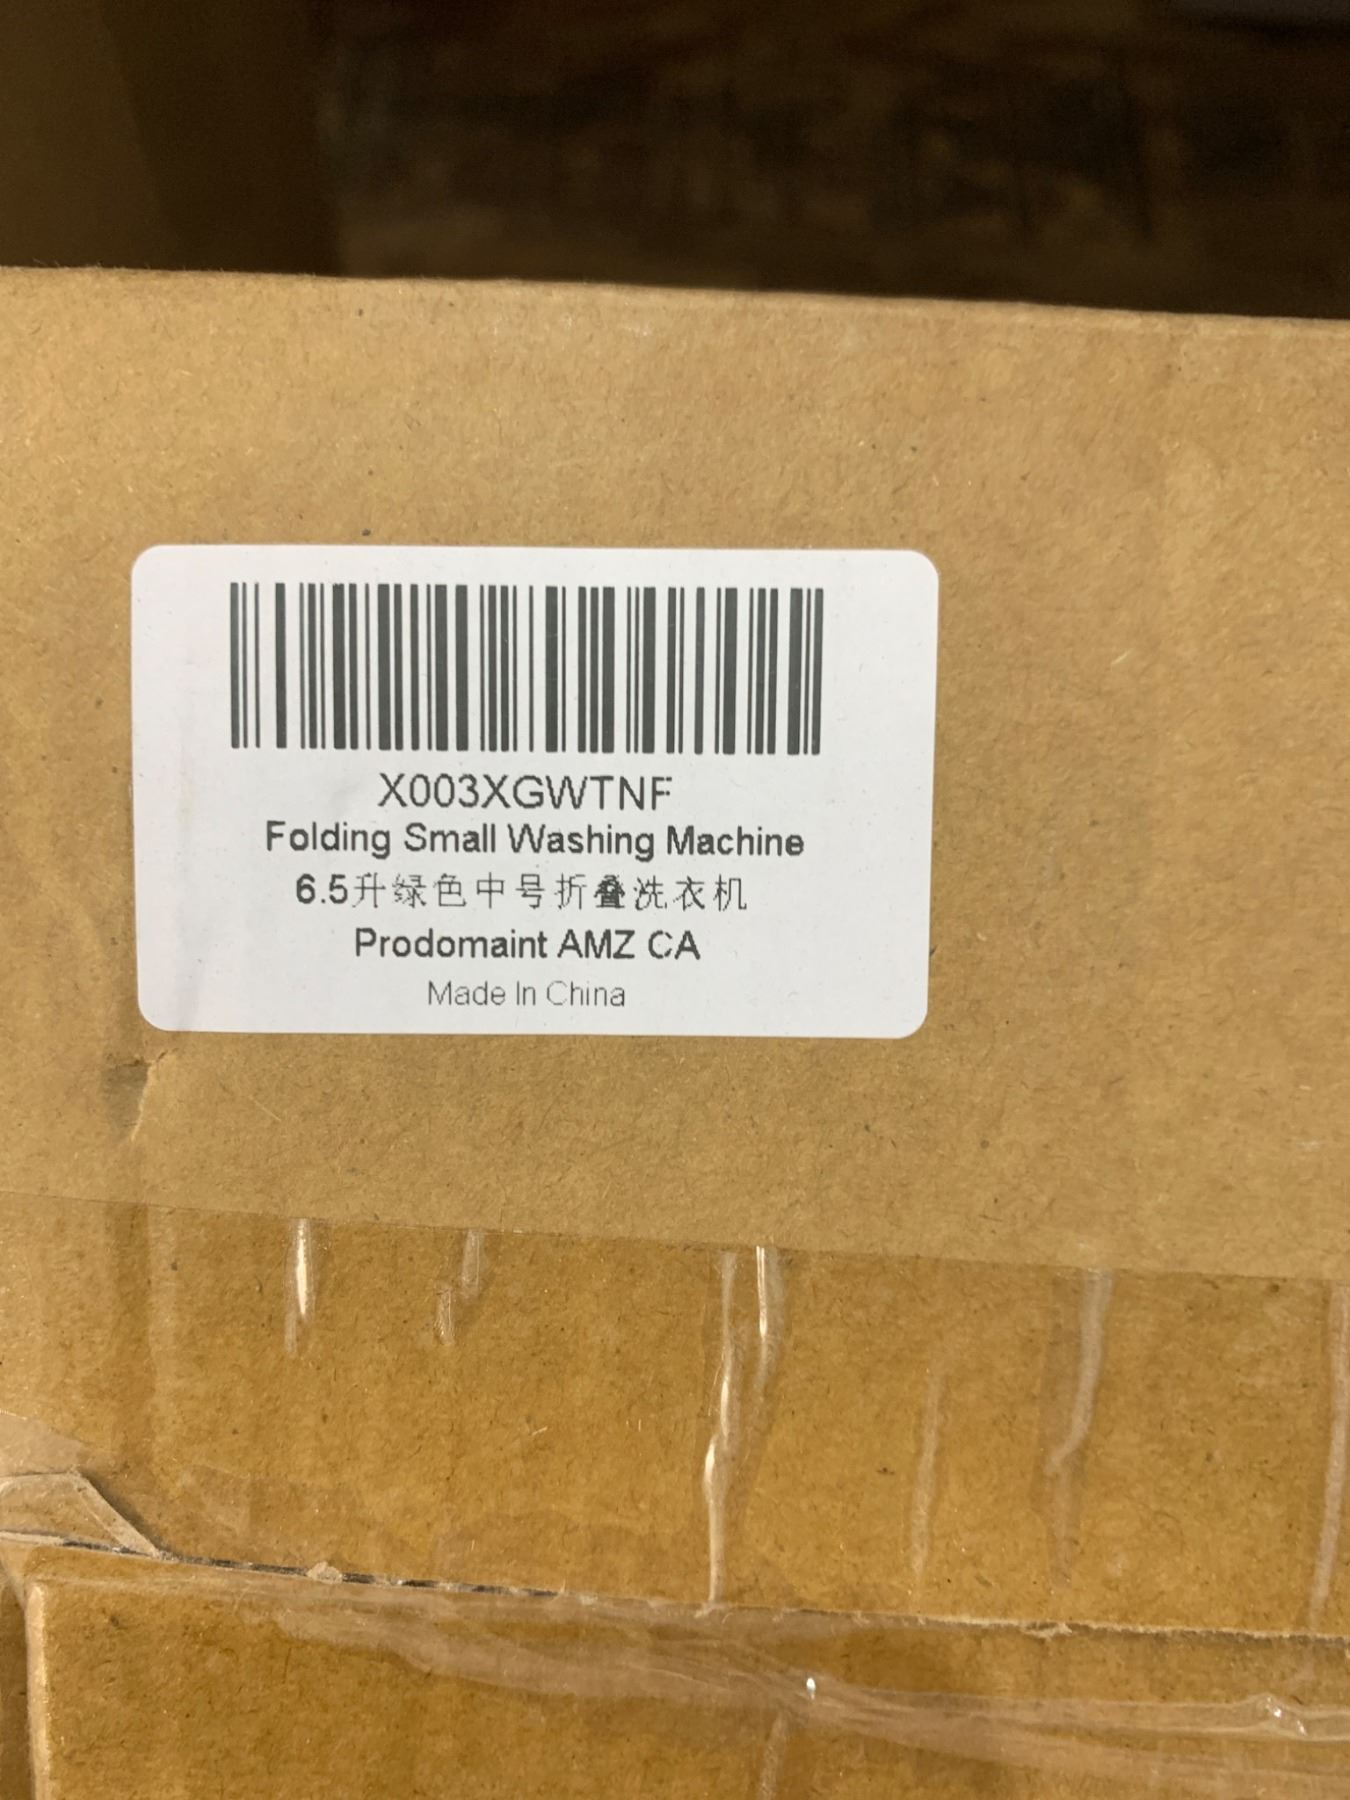 X003XGWTNF
Folding Small Washing Machine
6.5升绿色中号折叠洗衣机
Prodomaint AMZ CA
Made In China